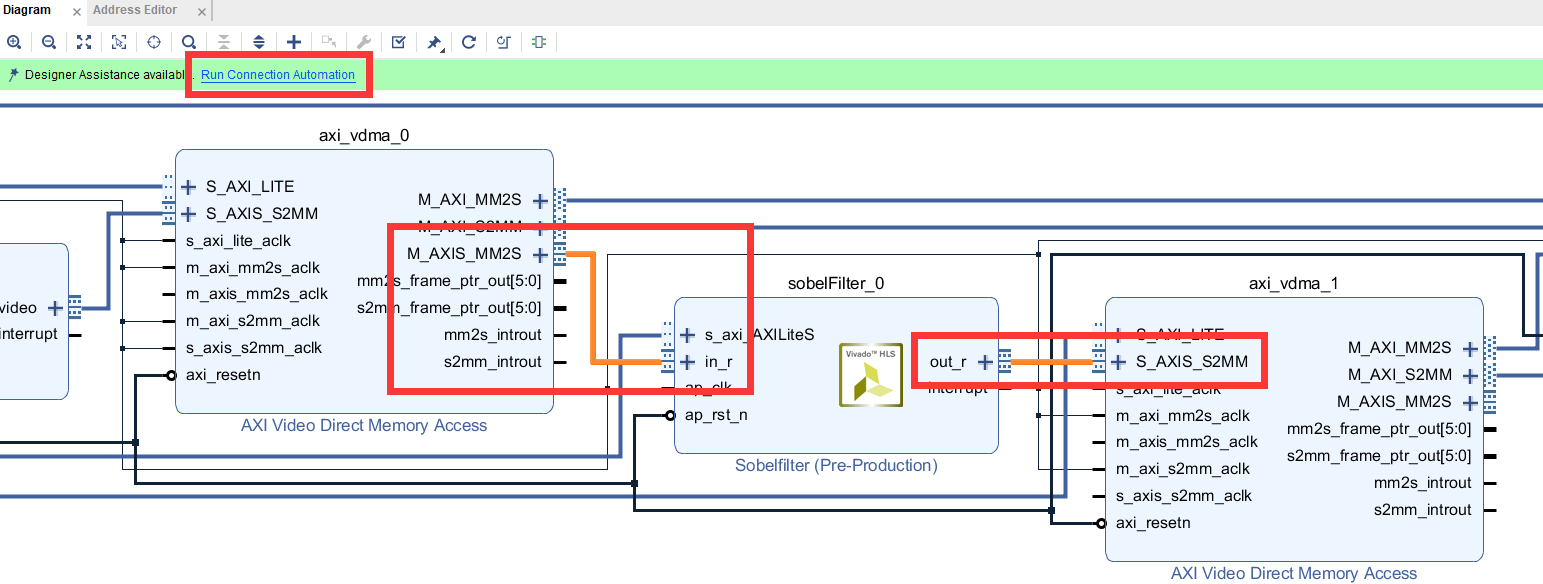 Diagram
Address Editor
Designer Assistance availabl
Run Connection Automation
axi_vdma_0
S_AXI_LITE
S_AXIS_S2MM
s_axi_lite_aclk
m_axi_mm2s_aclk
m_axis_mm2s_aclk
m_axi_s2mm_aclk
s_axis_s2mm_aclk
axi_resetn
M_AXI_MM2S
M_AXI_S2MM
M_AXIS_MM2S
mm2s_frame_ptr_out[5:0]
s2mm_frame_ptr_out[5:0]
mm2s_introut
s2mm_introut
AXI Video Direct Memory Access
video
interrupt
sobelFilter_0
s_axi_AXILiteS
in_r
ap_clk
ap_rst_n
Vivado™ HLS
out_r
interrupt
Sobelfilter (Pre-Production)
axi_vdma_1
S_AXI_LITE
S_AXIS_S2MM
s_axi_lite_aclk
m_axi_mm2s_aclk
m_axis_mm2s_aclk
m_axi_s2mm_aclk
s_axis_s2mm_aclk
axi_resetn
M_AXI_MM2S
M_AXI_S2MM
M_AXIS_MM2S
mm2s_frame_ptr_out[5:0]
s2mm_frame_ptr_out[5:0]
mm2s_introut
s2mm_introut
AXI Video Direct Memory Access